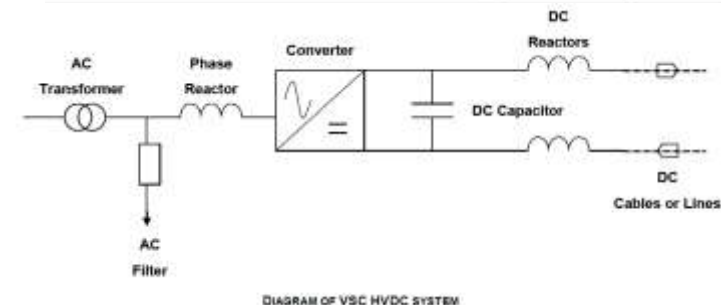 DC
Reactors
Converter
AC
Transformer
Phase
Reactor
DC Capacitor
DC
Cables or Lines
AC
Filter
DIAGRAM OF VSC HVDC SYSTEM